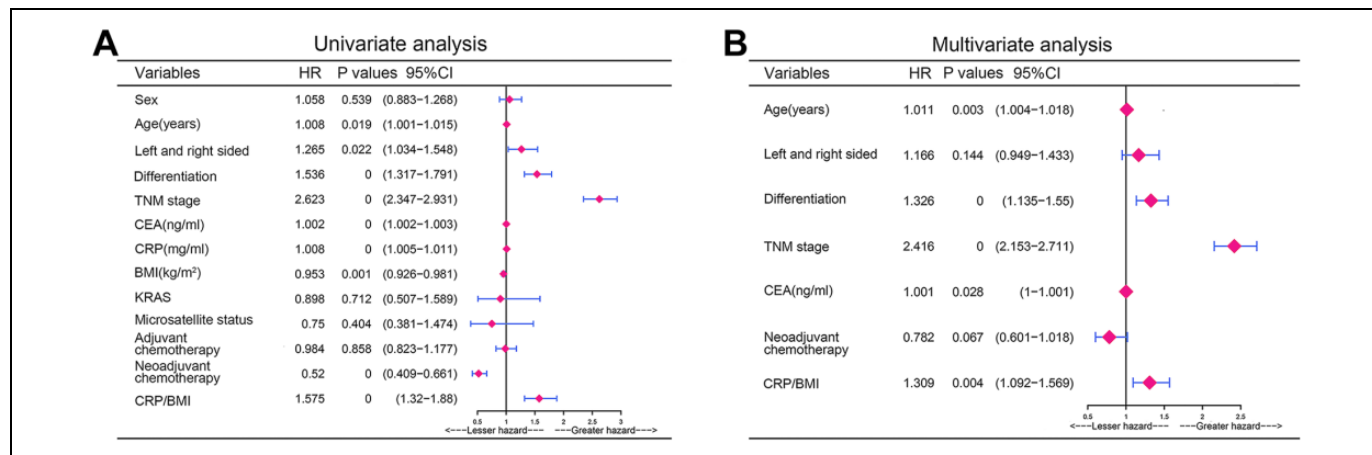 A
Univariate analysis
Variables HR P values 95%CI
Sex 1.058 0.539 (0.883−1.268)
Age(years) 1.008 0.019 (1.001−1.015)
Left and right sided 1.265 0.022 (1.034−1.548)
Differentiation 1.536 0 (1.317−1.791)
TNM stage 2.623 0 (2.347−2.931)
CEA(ng/ml) 1.002 0 (1.002−1.003)
CRP(mg/ml) 1.008 0 (1.005−1.011)
BMI(kg/m²) 0.953 0.001 (0.926−0.981)
KRAS 0.898 0.712 (0.507−1.589)
Microsatellite status 0.75 0.404 (0.381−1.474)
Adjuvant
chemotherapy 0.984 0.858 (0.823−1.177)
Neoadjuvant
chemotherapy 0.52 0 (0.409−0.661)
CRP/BMI 1.575 0 (1.32−1.88)
0.5 1 1.5 2 2.5 3
<----Lesser hazard---- ----Greater hazard---->
B
Multivariate analysis
Variables HR P values 95%CI
Age(years) 1.011 0.003 (1.004−1.018)
Left and right sided 1.166 0.144 (0.949−1.433)
Differentiation 1.326 0 (1.135−1.55)
TNM stage 2.416 0 (2.153−2.711)
CEA(ng/ml) 1.001 0.028 (1−1.001)
Neoadjuvant
chemotherapy 0.782 0.067 (0.601−1.018)
CRP/BMI 1.309 0.004 (1.092−1.569)
0.5 1 1.5 2 2.5
<----Lesser hazard---- ----Greater hazard---->